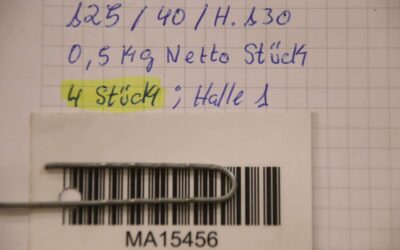 125 / 40 / H. 130
0,5 Kg Netto Stück
4 Stück ; Halle 1
MA15456